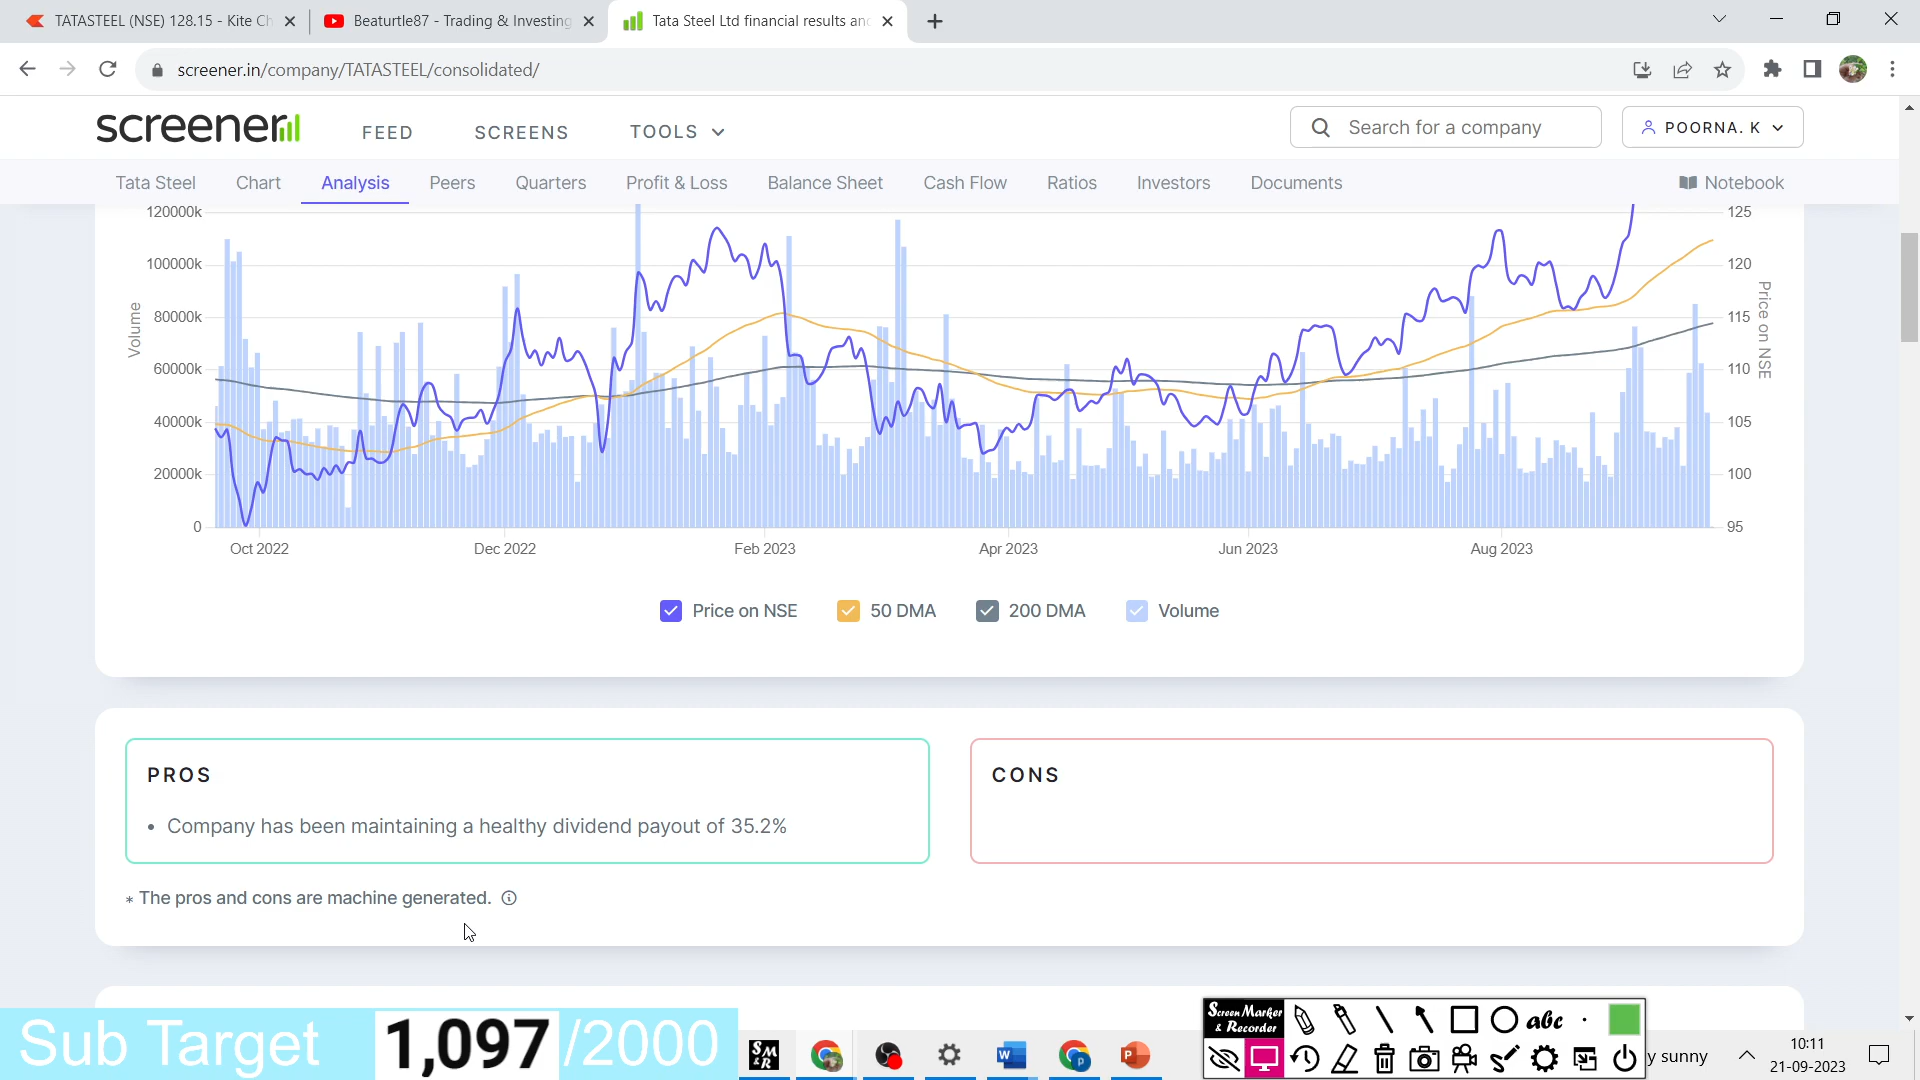 TATASTEEL (NSE) 128.15 - Kite Ch
Beaturtle87 - Trading & Investing
Tata Steel Ltd financial results an
screener.in/company/TATASTEEL/consolidated/
screener
FEED
SCREENS
TOOLS
Search for a company
POORNA. K
Tata Steel
Chart
Analysis
Peers
Quarters
Profit & Loss
Balance Sheet
Cash Flow
Ratios
Investors
Documents
Notebook
120000k
100000k
80000k
60000k
40000k
20000k
0
Volume
125
120
115
110
105
100
95
Price on NSE
Oct 2022
Dec 2022
Feb 2023
Apr 2023
Jun 2023
Aug 2023
Price on NSE
50 DMA
200 DMA
Volume
PROS
• Company has been maintaining a healthy dividend payout of 35.2%
CONS
* The pros and cons are machine generated.
Sub Target
1,097/2000
SM
&R
W
P
P
Screen Marker
& Recorder
abc
y sunny
10:11
21-09-2023